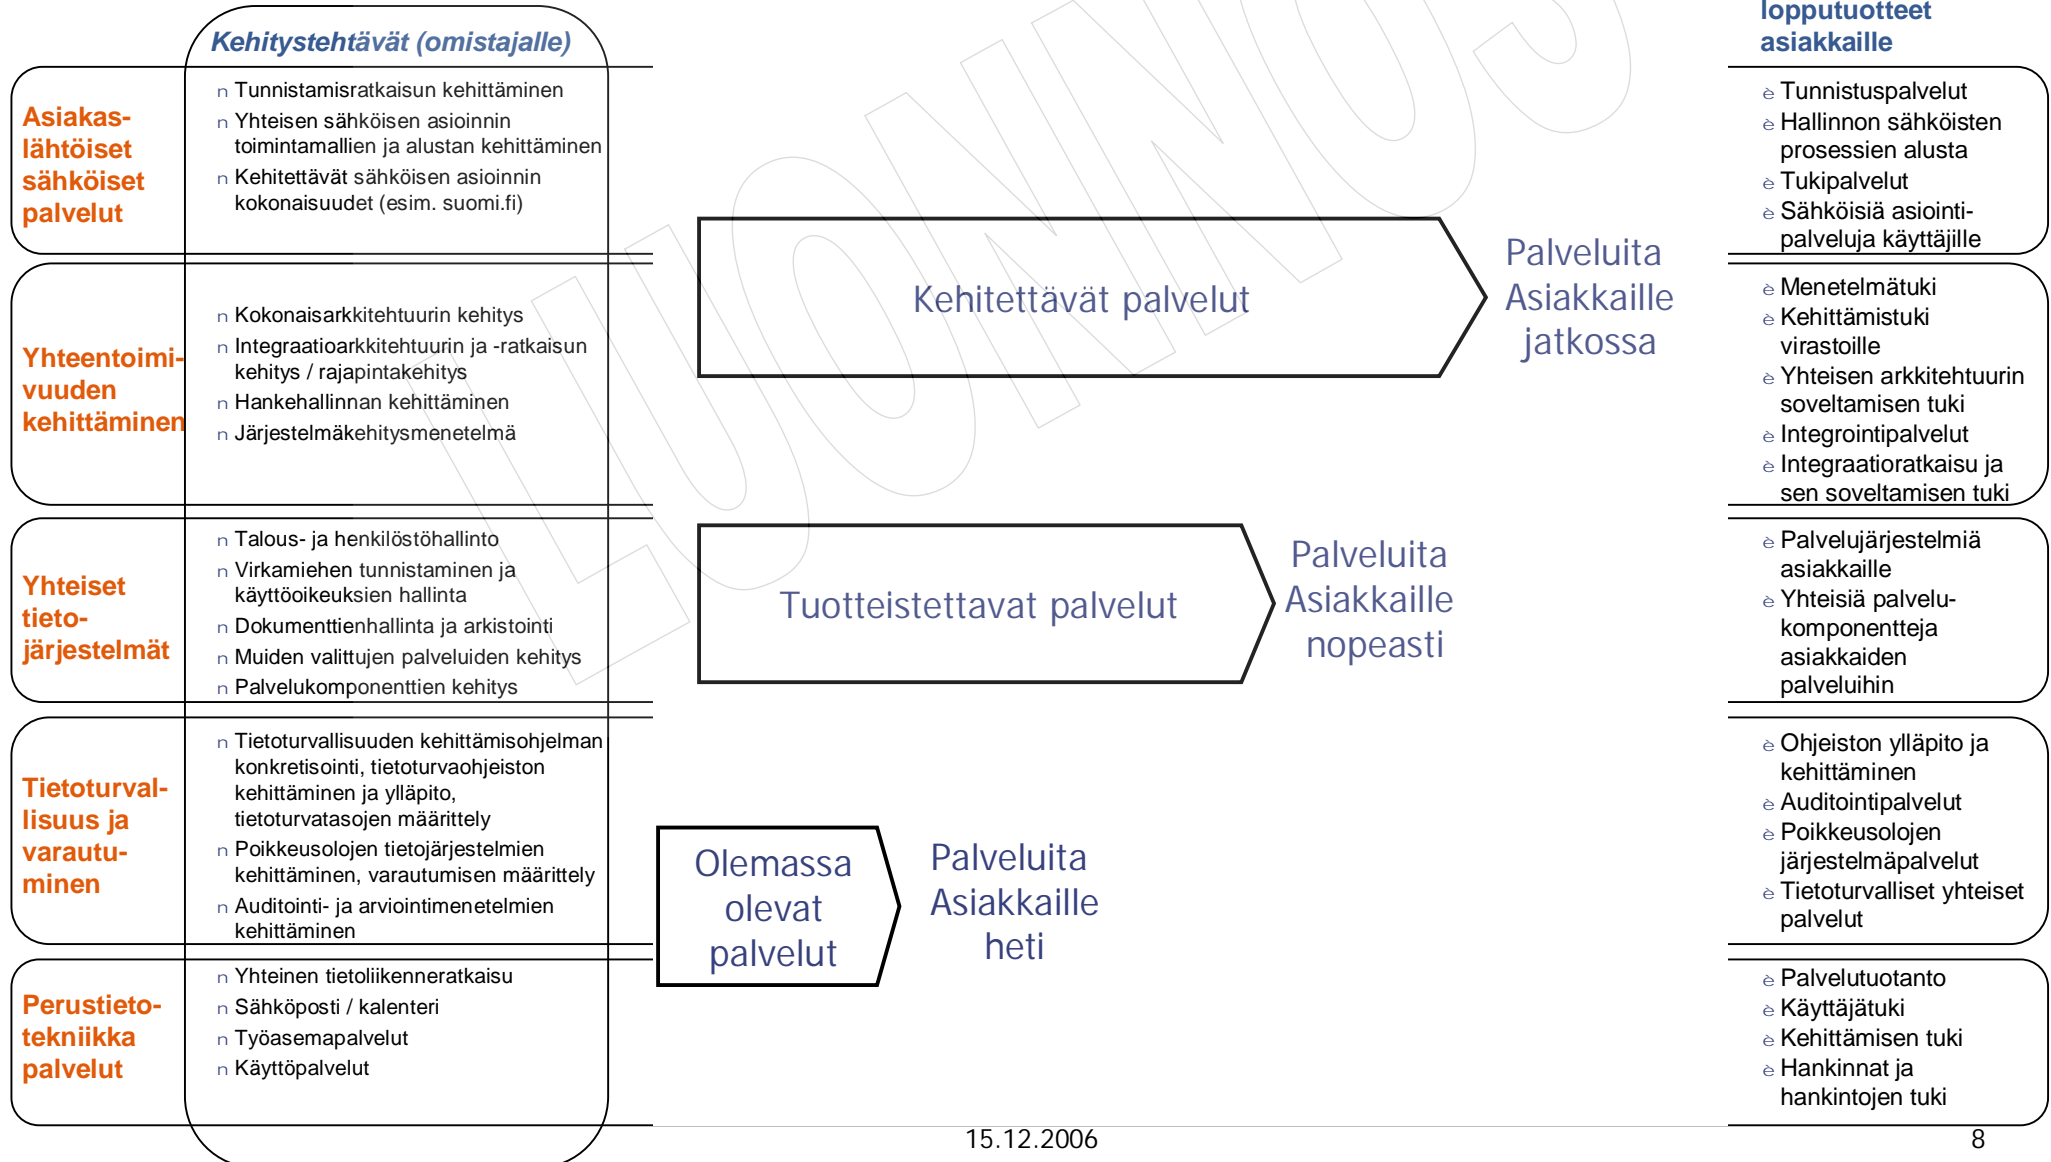 lopputuotteet
asiakkaille
Kehitystehtävät (omistajalle)
Asiakas-
lähtöiset
sähköiset
palvelut
n Tunnistamisratkaisun kehittäminen
n Yhteisen sähköisen asioinnin
toimintamallien ja alustan kehittäminen
n Kehitettävät sähköisen asioinnin
kokonaisuudet (esim. suomi.fi)
è Tunnistuspalvelut
è Hallinnon sähköisten
prosessien alusta
è Tukipalvelut
è Sähköisiä asiointi-
palveluja käyttäjille
Yhteentoimi-
vuuden
kehittäminen
n Kokonaisarkkitehtuurin kehitys
n Integraatioarkkitehtuurin ja -ratkaisun
kehitys / rajapintakehitys
n Hankehallinnan kehittäminen
n Järjestelmäkehitysmenetelmä
Kehitettävät palvelut
Palveluita
Asiakkaille
jatkossa
è Menetelmätuki
è Kehittämistuki
virastoille
è Yhteisen arkkitehtuurin
soveltamisen tuki
è Integrointipalvelut
è Integraatioratkaisu ja
sen soveltamisen tuki
Yhteiset
tieto-
järjestelmät
n Talous- ja henkilöstöhallinto
n Virkamiehen tunnistaminen ja
käyttöoikeuksien hallinta
n Dokumenttienhallinta ja arkistointi
n Muiden valittujen palveluiden kehitys
n Palvelukomponenttien kehitys
Tuotteistettavat palvelut
Palveluita
Asiakkaille
nopeasti
è Palvelujärjestelmiä
asiakkaille
è Yhteisiä palvelu-
komponentteja
asiakkaiden
palveluihin
Tietoturval-
lisuus ja
varautu-
minen
n Tietoturvallisuuden kehittämisohjelman
konkretisointi, tietoturvaohjeiston
kehittäminen ja ylläpito,
tietoturvatasojen määrittely
n Poikkeusolojen tietojärjestelmien
kehittäminen, varautumisen määrittely
n Auditointi- ja arviointimenetelmien
kehittäminen
Olemassa
olevat
palvelut
Palveluita
Asiakkaille
heti
è Ohjeiston ylläpito ja
kehittäminen
è Auditointipalvelut
è Poikkeusolojen
järjestelmäpalvelut
è Tietoturvalliset yhteiset
palvelut
Perustieto-
tekniikka
palvelut
n Yhteinen tietoliikenneratkaisu
n Sähköposti / kalenteri
n Työasemapalvelut
n Käyttöpalvelut
è Palvelutuotanto
è Käyttäjätuki
è Kehittämisen tuki
è Hankinnat ja
hankintojen tuki
LUONNOS
15.12.2006
8